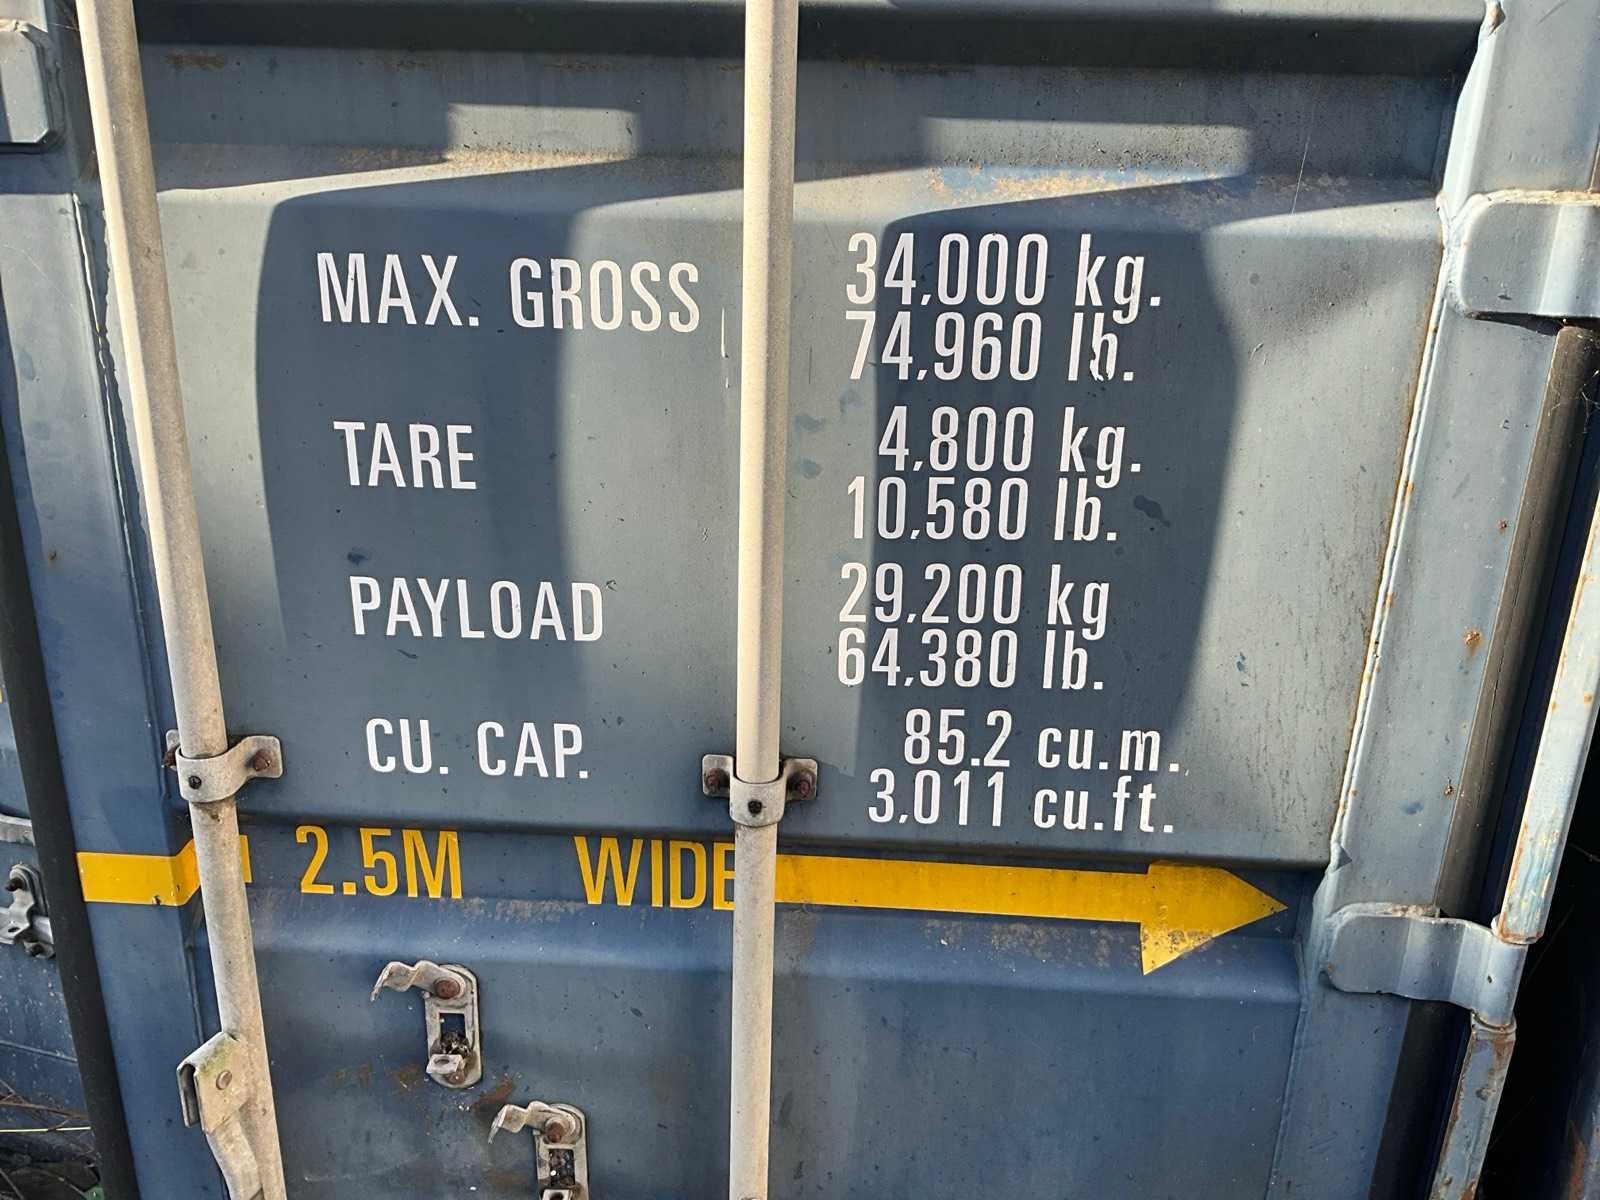 MAX. GROSS 34,000 kg.
74,960 lb.
TARE 4,800 kg.
10,580 lb.
PAYLOAD 29,200 kg
64,380 lb.
CU. CAP. 85.2 cu.m.
3,011 cu.ft.
2.5M WIDE